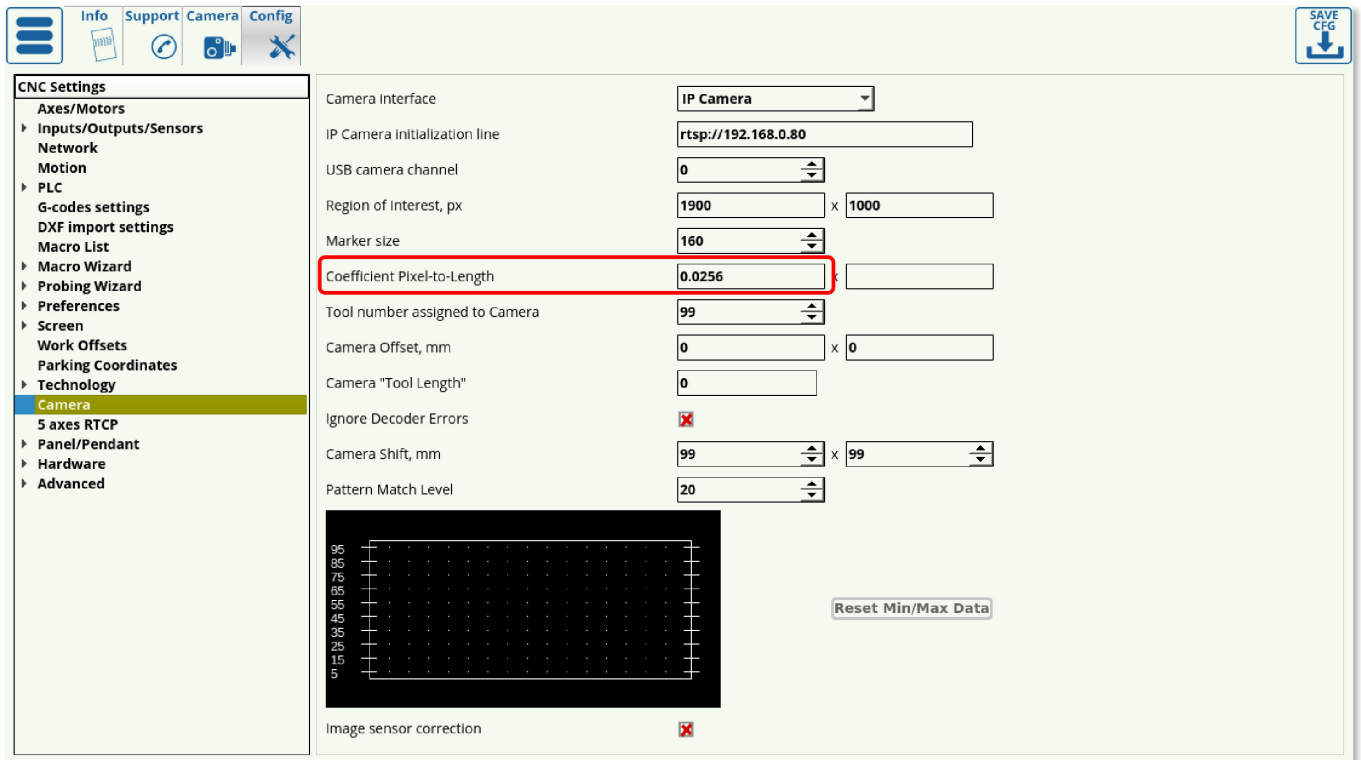 Info Support Camera Config
SAVE
CFG
CNC Settings
Axes/Motors
Inputs/Outputs/Sensors
Network
Motion
PLC
G-codes settings
DXF import settings
Macro List
Macro Wizard
Probing Wizard
Preferences
Screen
Work Offsets
Parking Coordinates
Technology
Camera
5 axes RTCP
Panel/Pendant
Hardware
Advanced
Camera interface IP Camera
IP Camera initialization line rtsp://192.168.0.80
USB camera channel 0
Region of Interest, px 1900 x 1000
Marker size 160
Coefficient Pixel-to-Length 0.0256
Tool number assigned to Camera 99
Camera Offset, mm 0 x 0
Camera "Tool Length" 0
Ignore Decoder Errors
Camera Shift, mm 99 x 99
Pattern Match Level 20
95
85
75
65
55
45
35
25
15
5
Reset Min/Max Data
Image sensor correction